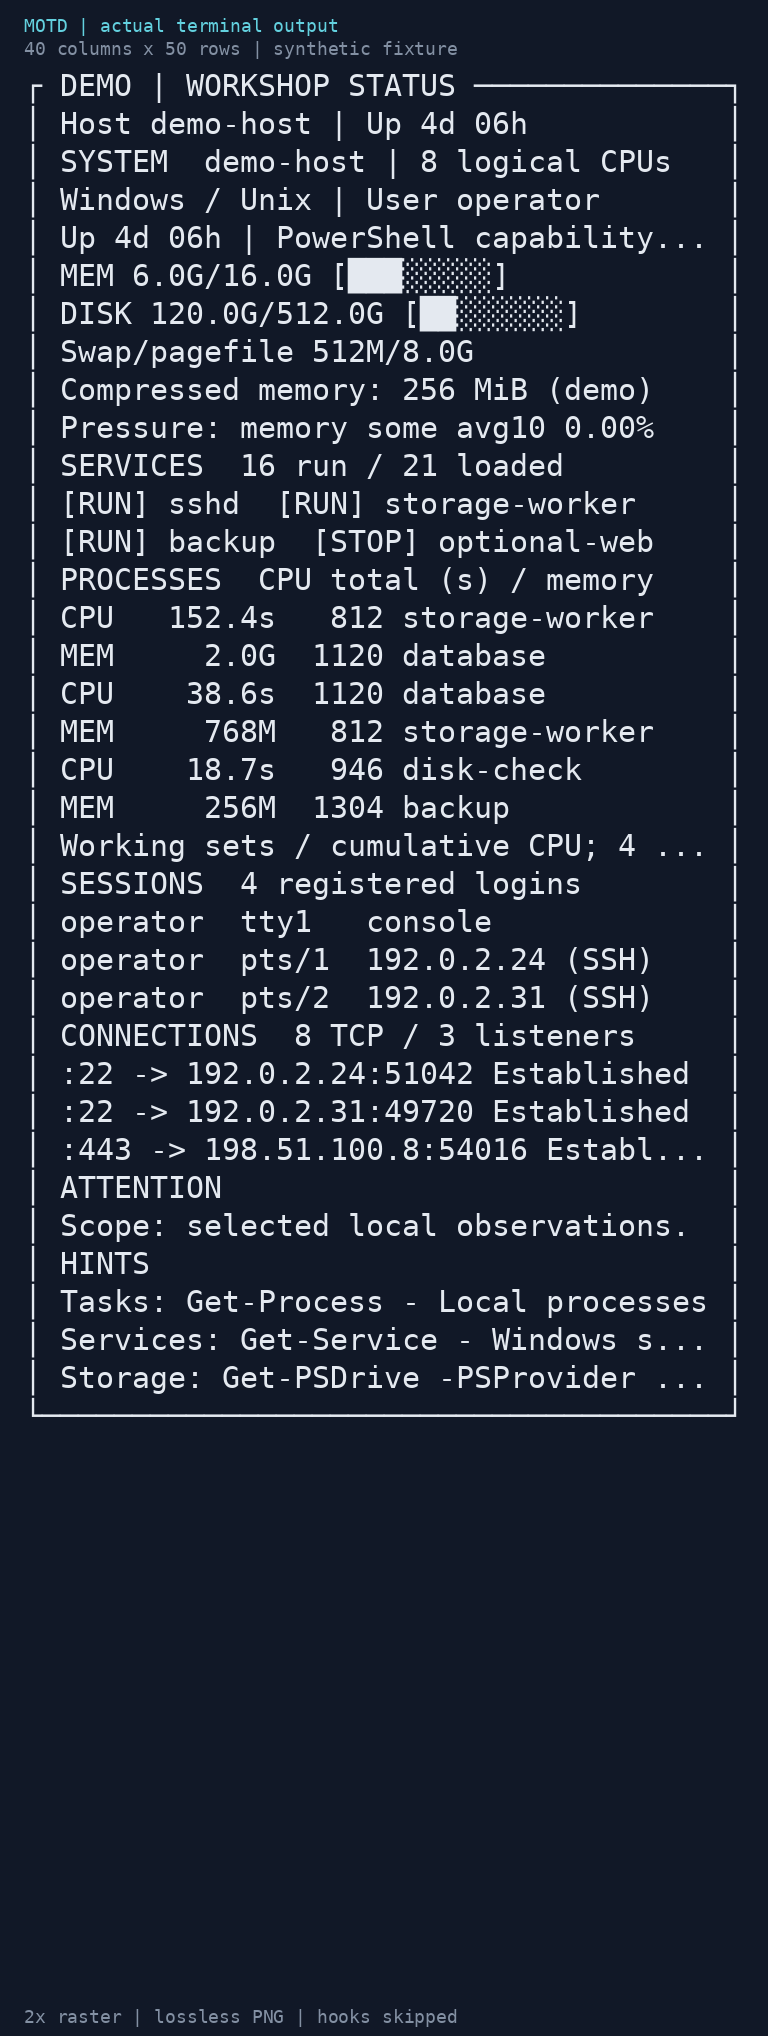 MOTD | actual terminal output
40 columns x 50 rows | synthetic fixture
DEMO | WORKSHOP STATUS
Host demo-host | Up 4d 06h
SYSTEM  demo-host | 8 logical CPUs
Windows / Unix | User operator
Up 4d 06h | PowerShell capability...
MEM 6.0G/16.0G [███░░░░░]
DISK 120.0G/512.0G [██░░░░░░]
Swap/pagefile 512M/8.0G
Compressed memory: 256 MiB (demo)
Pressure: memory some avg10 0.00%
SERVICES  16 run / 21 loaded
[RUN] sshd  [RUN] storage-worker
[RUN] backup  [STOP] optional-web
PROCESSES  CPU total (s) / memory
CPU   152.4s   812 storage-worker
MEM     2.0G  1120 database
CPU    38.6s  1120 database
MEM     768M   812 storage-worker
CPU    18.7s   946 disk-check
MEM     256M  1304 backup
Working sets / cumulative CPU; 4 ...
SESSIONS  4 registered logins
operator  tty1   console
operator  pts/1  192.0.2.24 (SSH)
operator  pts/2  192.0.2.31 (SSH)
CONNECTIONS  8 TCP / 3 listeners
:22 -> 192.0.2.24:51042 Established
:22 -> 192.0.2.31:49720 Established
:443 -> 198.51.100.8:54016 Establ...
ATTENTION
Scope: selected local observations.
HINTS
Tasks: Get-Process - Local processes
Services: Get-Service - Windows s...
Storage: Get-PSDrive -PSProvider ...
2x raster | lossless PNG | hooks skipped